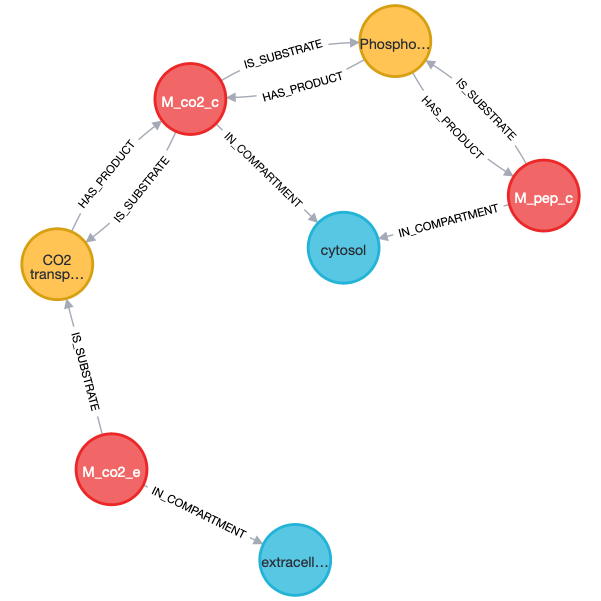 Phospho…
IS_SUBSTRATE
HAS_PRODUCT
M_co2_c
IS_SUBSTRATE
HAS_PRODUCT
M_pep_c
HAS_PRODUCT
IS_SUBSTRATE
IN_COMPARTMENT
IN_COMPARTMENT
cytosol
CO2
transp…
IS_SUBSTRATE
M_co2_e
IN_COMPARTMENT
extracell…